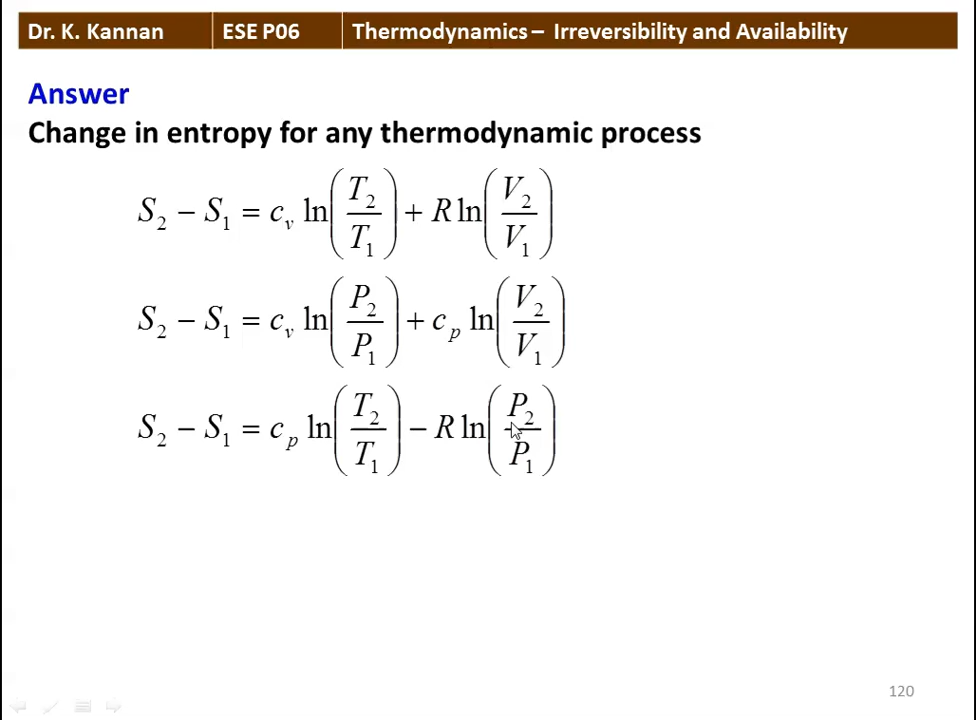 Dr. K. Kannan ESE P06 Thermodynamics – Irreversibility and Availability
Answer
Change in entropy for any thermodynamic process
S₂ − S₁ = cᵥ ln(T₂/T₁) + R ln(V₂/V₁)
S₂ − S₁ = cᵥ ln(P₂/P₁) + cₚ ln(V₂/V₁)
S₂ − S₁ = cₚ ln(T₂/T₁) − R ln(P₂/P₁)
120